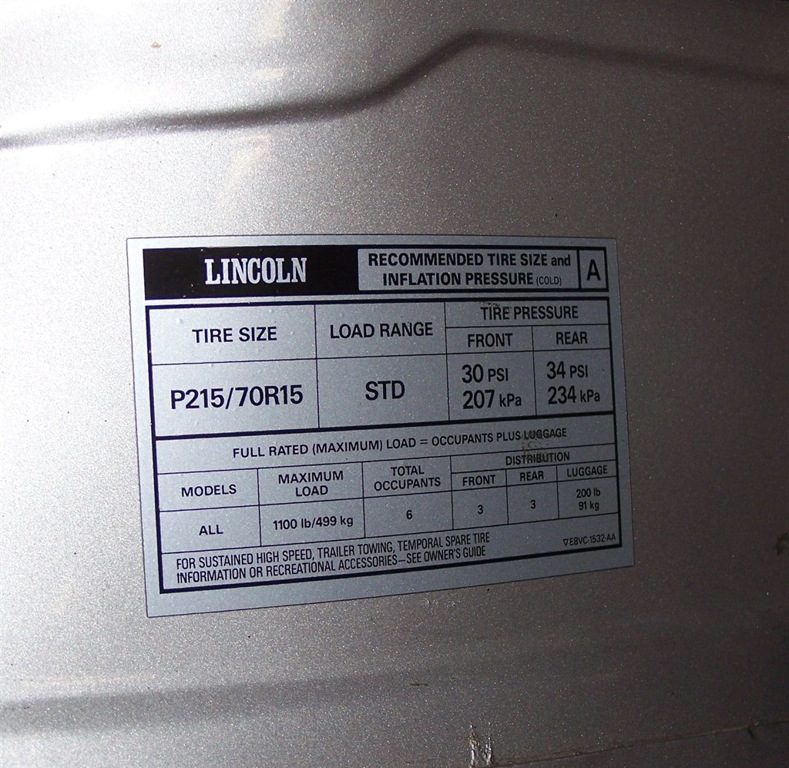 LINCOLN
RECOMMENDED TIRE SIZE and
INFLATION PRESSURE (COLD)
A
TIRE SIZE
LOAD RANGE
TIRE PRESSURE
FRONT
REAR
P215/70R15
STD
30 PSI
207 kPa
34 PSI
234 kPa
FULL RATED (MAXIMUM) LOAD = OCCUPANTS PLUS LUGGAGE
MODELS
MAXIMUM
LOAD
TOTAL
OCCUPANTS
DISTRIBUTION
FRONT
REAR
LUGGAGE
ALL
1100 lb/499 kg
6
3
3
200 lb
91 kg
FOR SUSTAINED HIGH SPEED, TRAILER TOWING, TEMPORAL SPARE TIRE
INFORMATION OR RECREATIONAL ACCESSORIES—SEE OWNER'S GUIDE
▽E8VC-1532-AA